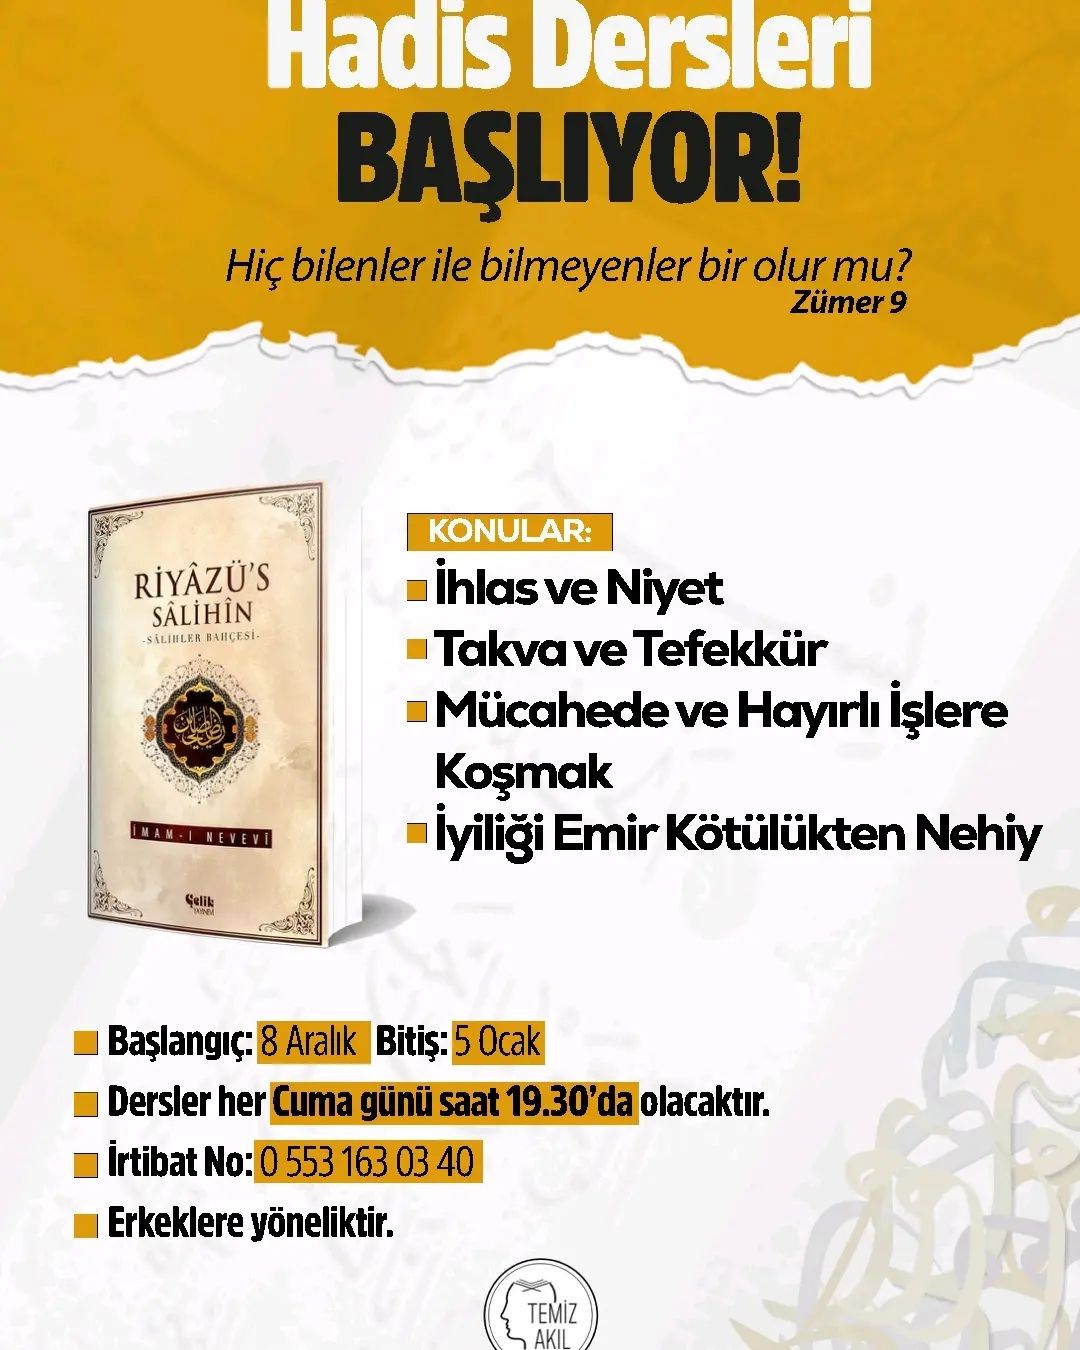 Hadis Dersleri
BAŞLIYOR!
Hiç bilenler ile bilmeyenler bir olur mu?
Zümer 9
RİYÂZÜ'S
SÂLİHÎN
-SÂLİHLER BAHÇESİ-
İMAM-I NEVEVÎ
Çelik
YAYINEVİ
KONULAR:
İhlas ve Niyet
Takva ve Tefekkür
Mücahede ve Hayırlı İşlere
Koşmak
İyiliği Emir Kötülükten Nehiy
Başlangıç: 8 Aralık Bitiş: 5 Ocak
Dersler her Cuma günü saat 19.30’da olacaktır.
İrtibat No: 0 553 163 03 40
Erkeklere yöneliktir.
TEMİZ
AKIL